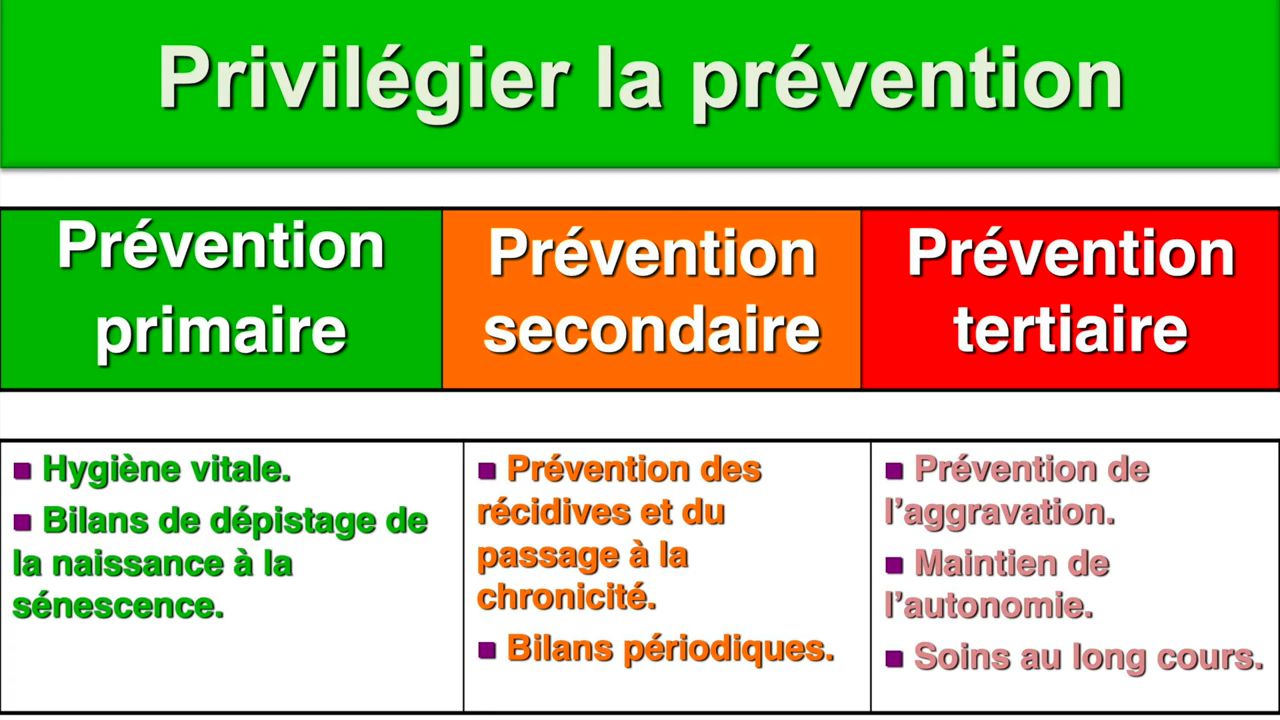 Privilégier la prévention
Prévention
primaire
Prévention
secondaire
Prévention
tertiaire
■ Hygiène vitale.
■ Bilans de dépistage de
la naissance à la
sénescence.
■ Prévention des
récidives et du
passage à la
chronicité.
■ Bilans périodiques.
■ Prévention de
l'aggravation.
■ Maintien de
l'autonomie.
■ Soins au long cours.